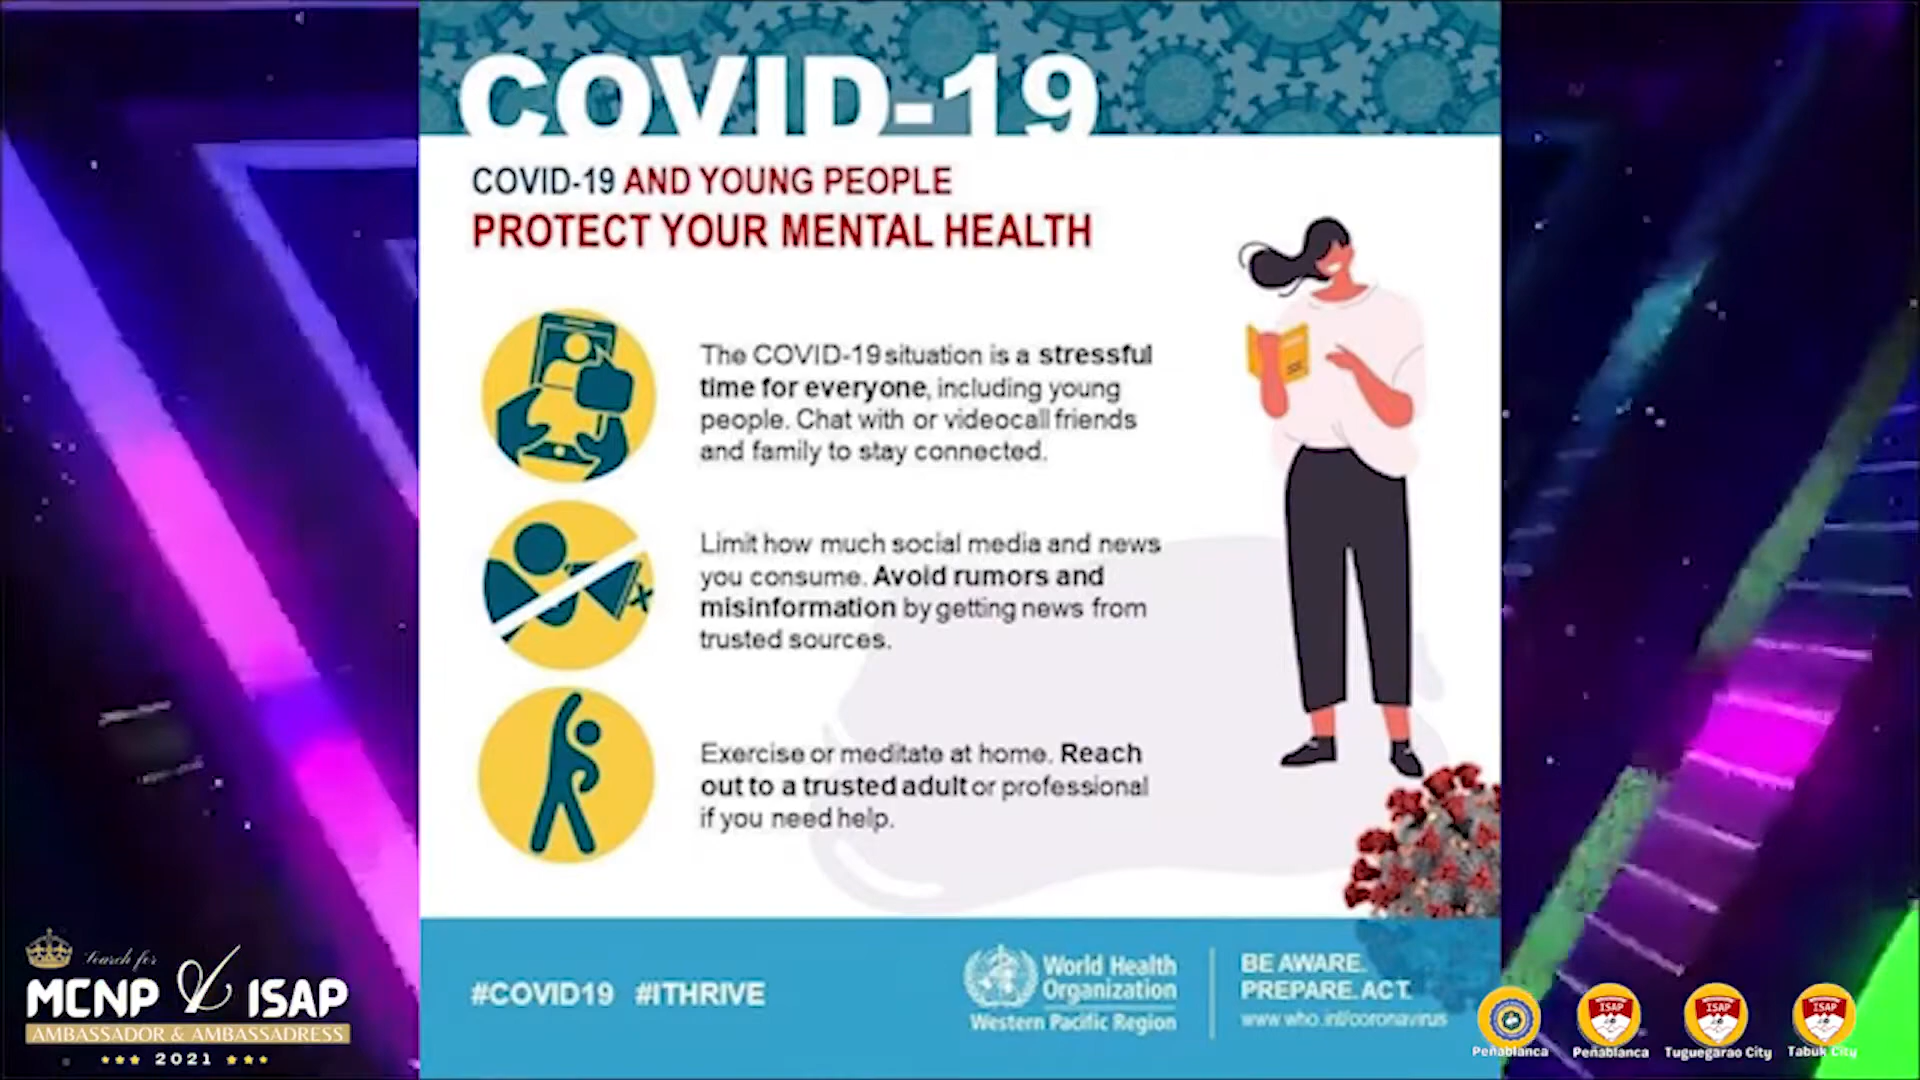 COVID-19
COVID-19 AND YOUNG PEOPLE
PROTECT YOUR MENTAL HEALTH
The COVID-19 situation is a stressful
time for everyone, including young
people. Chat with or videocall friends
and family to stay connected.
Limit how much social media and news
you consume. Avoid rumors and
misinformation by getting news from
trusted sources.
Exercise or meditate at home. Reach
out to a trusted adult or professional
if you need help.
#COVID19 #ITHRIVE
World Health
Organization
Western Pacific Region
BE AWARE.
PREPARE. ACT.
www.who.int/coronavirus
Search for
MCNP & ISAP
AMBASSADOR & AMBASSADRESS
2021
ISAP
ISAP
ISAP
Peñablanca
Peñablanca
Tuguegarao City
Tabuk City